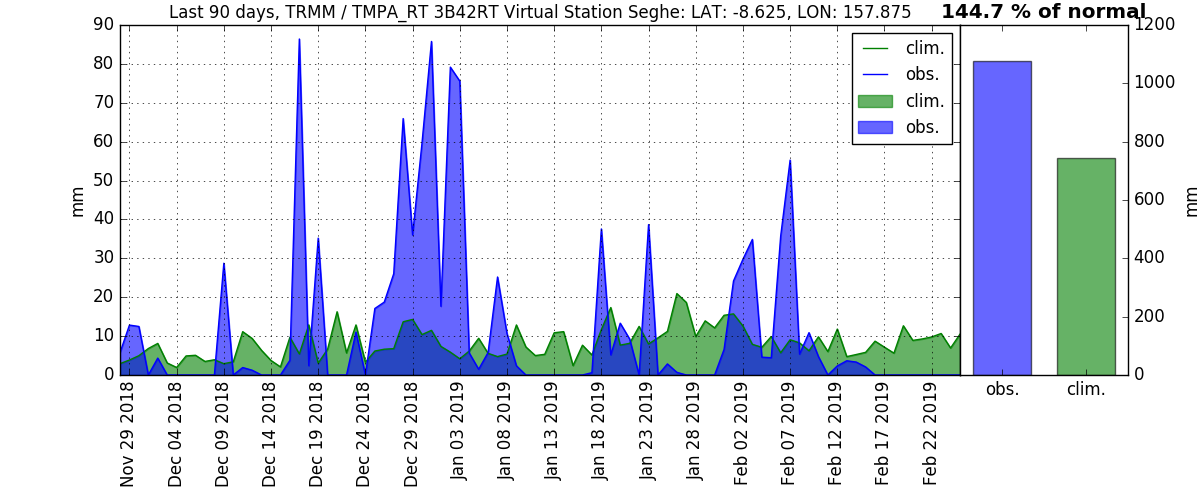 Last 90 days, TRMM / TMPA_RT 3B42RT Virtual Station Seghe: LAT: -8.625, LON: 157.875
144.7 % of normal
90
80
70
60
50
40
30
20
10
0
mm
clim.
obs.
clim.
obs.
1200
1000
800
600
400
200
0
mm
obs.
clim.
Nov 29 2018
Dec 04 2018
Dec 09 2018
Dec 14 2018
Dec 19 2018
Dec 24 2018
Dec 29 2018
Jan 03 2019
Jan 08 2019
Jan 13 2019
Jan 18 2019
Jan 23 2019
Jan 28 2019
Feb 02 2019
Feb 07 2019
Feb 12 2019
Feb 17 2019
Feb 22 2019